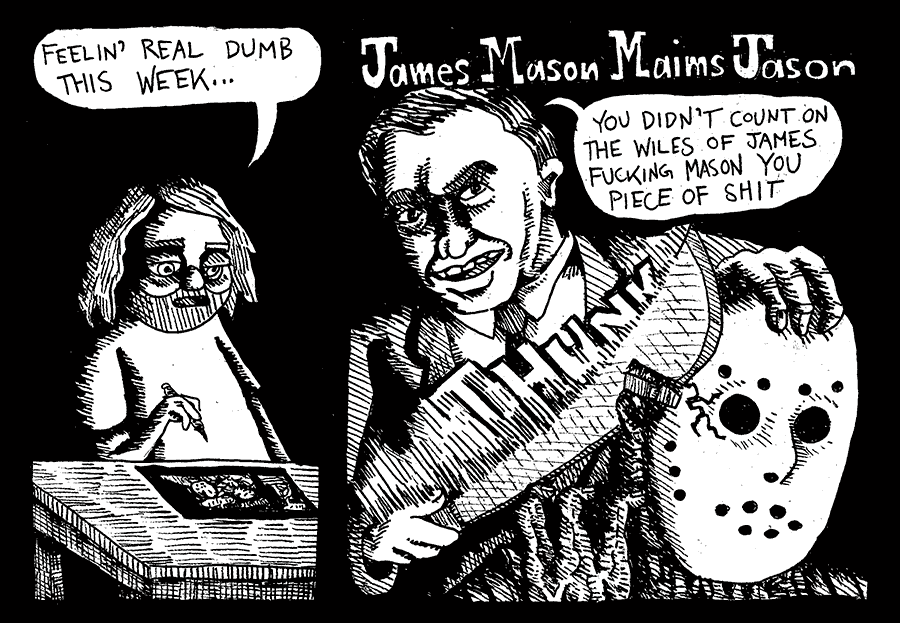 FEELIN' REAL DUMB
THIS WEEK...
James Mason Maims Jason
YOU DIDN'T COUNT ON
THE WILES OF JAMES
FUCKING MASON YOU
PIECE OF SHIT
THUNK